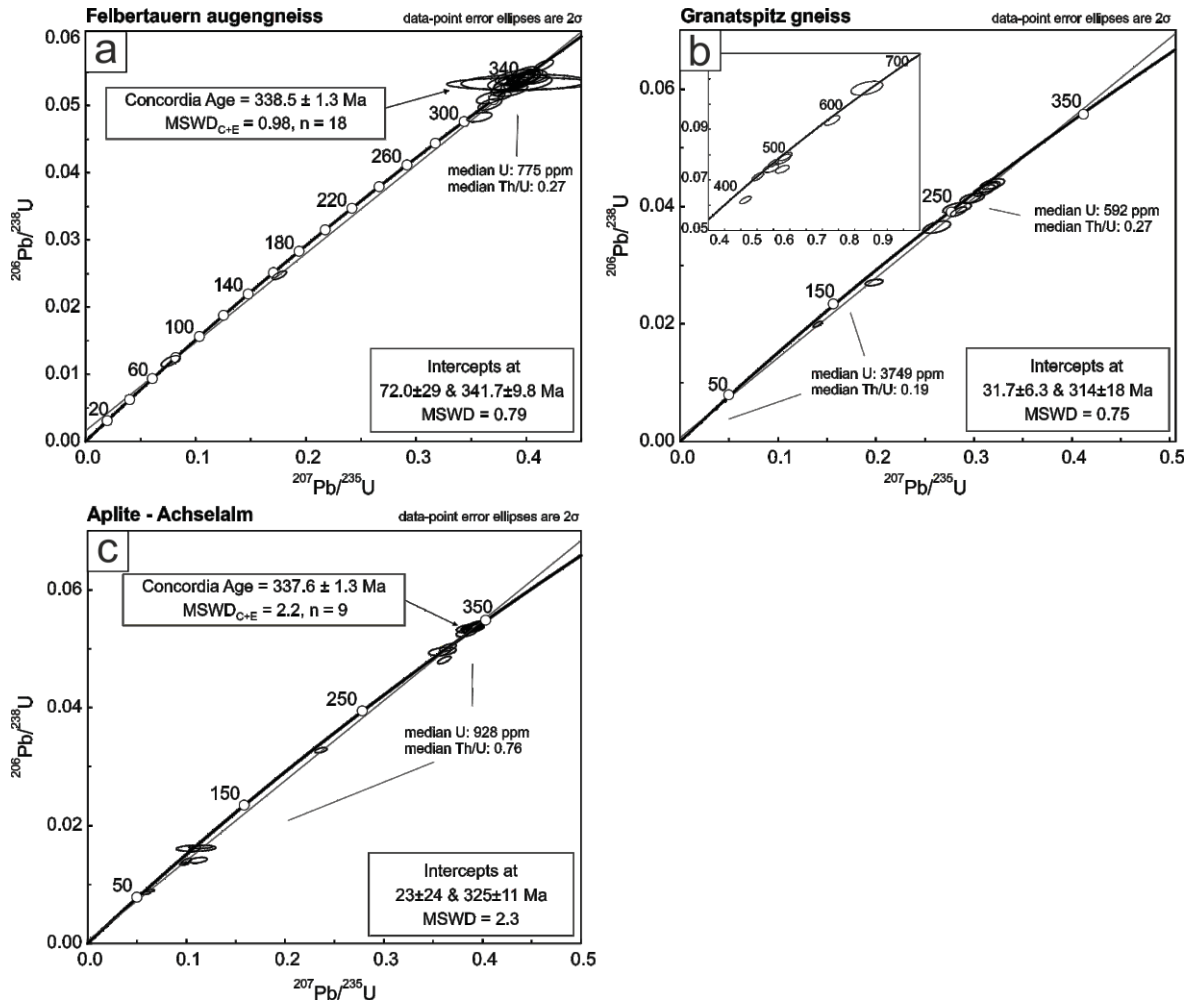 Felbertauern augengneiss
data-point error ellipses are 2σ
a
0.06
0.05
0.04
0.03
0.02
0.01
0.00
²⁰⁶Pb/²³⁸U
340
300
260
220
180
140
100
60
20
Concordia Age = 338.5 ± 1.3 Ma
MSWD_C+E = 0.98, n = 18
median U: 775 ppm
median Th/U: 0.27
Intercepts at
72.0±29 & 341.7±9.8 Ma
MSWD = 0.79
0.0 0.1 0.2 0.3 0.4
²⁰⁷Pb/²³⁵U
Granatspitz gneiss
data-point error ellipses are 2σ
b
0.06
0.04
0.02
0.00
²⁰⁶Pb/²³⁸U
0.09
0.07
0.05
700
600
500
400
0.4 0.5 0.6 0.7 0.8 0.9
350
250
150
50
median U: 592 ppm
median Th/U: 0.27
median U: 3749 ppm
median Th/U: 0.19
Intercepts at
31.7±6.3 & 314±18 Ma
MSWD = 0.75
0.0 0.1 0.2 0.3 0.4 0.5
²⁰⁷Pb/²³⁵U
Aplite - Achselalm
data-point error ellipses are 2σ
c
0.06
0.04
0.02
0.00
²⁰⁶Pb/²³⁸U
Concordia Age = 337.6 ± 1.3 Ma
MSWD_C+E = 2.2, n = 9
350
250
150
50
median U: 928 ppm
median Th/U: 0.76
Intercepts at
23±24 & 325±11 Ma
MSWD = 2.3
0.0 0.1 0.2 0.3 0.4 0.5
²⁰⁷Pb/²³⁵U